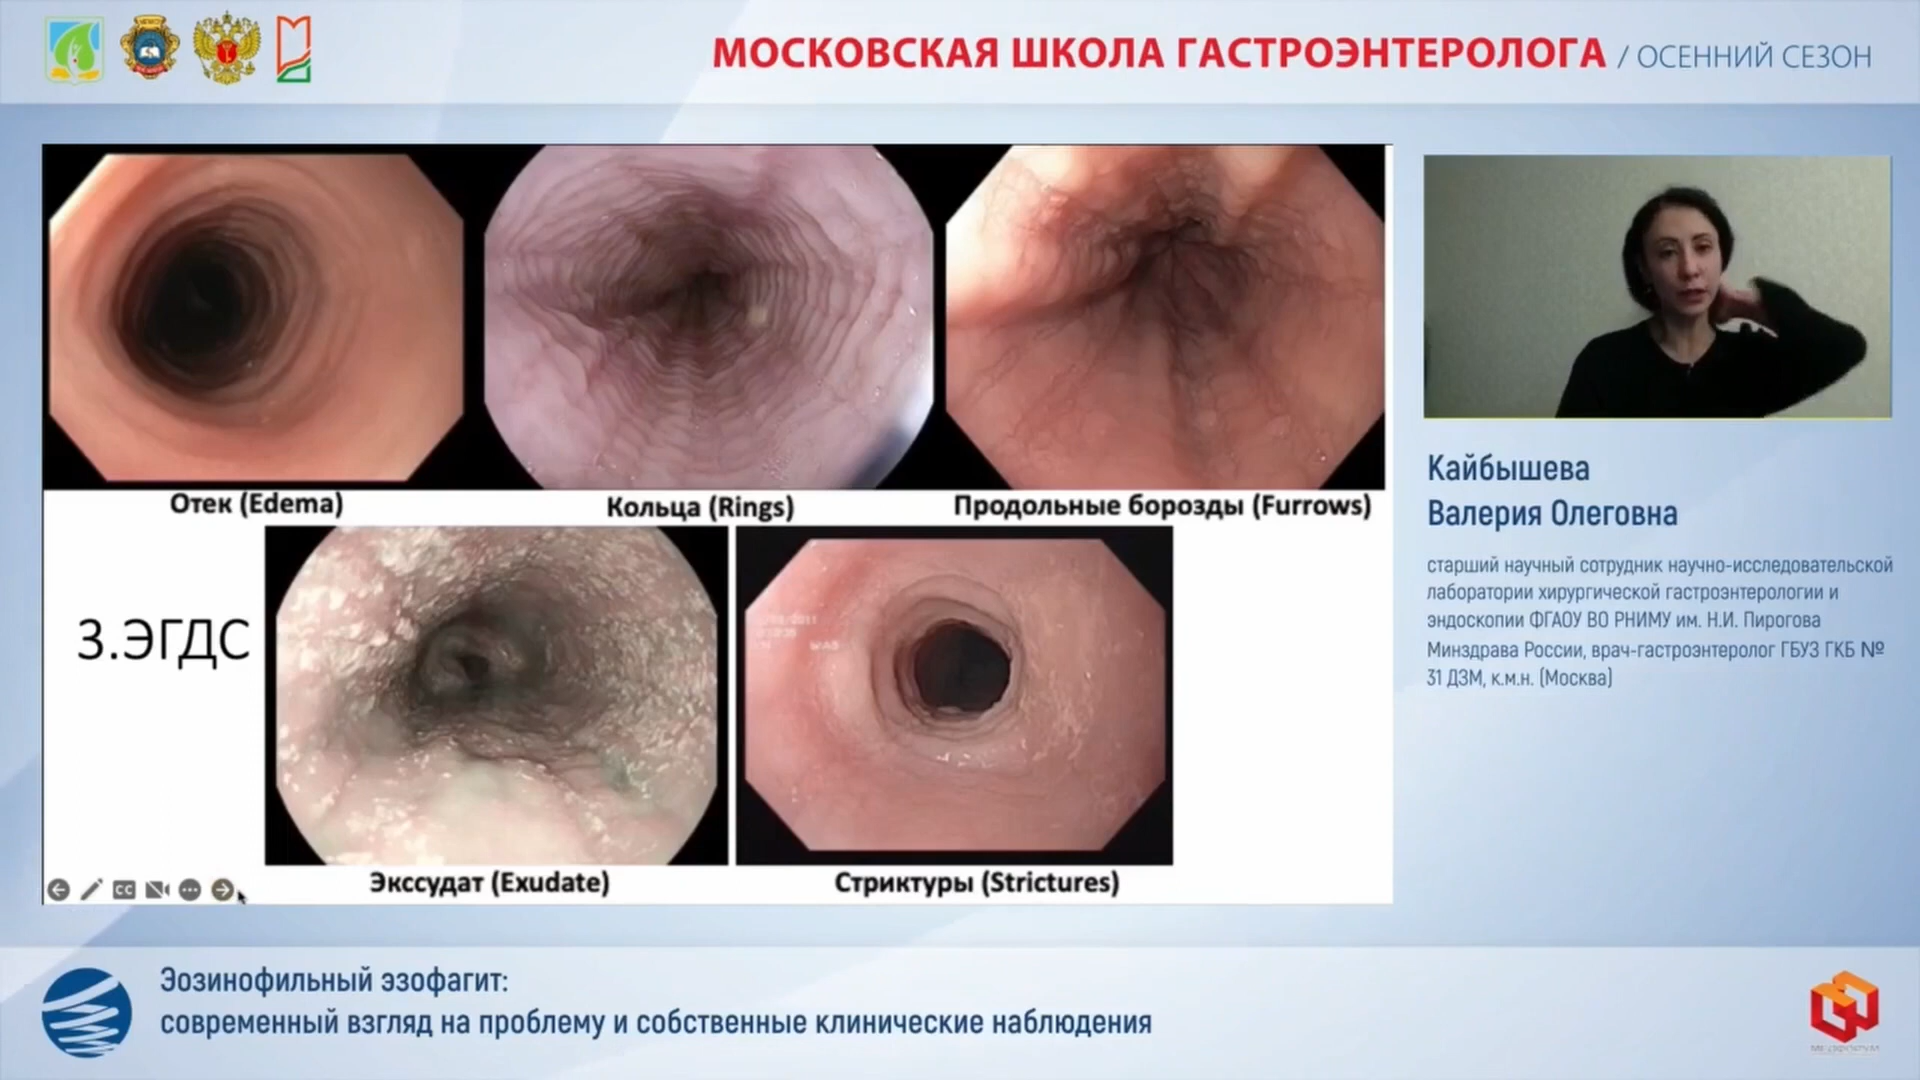 МОСКОВСКАЯ ШКОЛА ГАСТРОЭНТЕРОЛОГА / ОСЕННИЙ СЕЗОН
Отек (Edema)
Кольца (Rings)
Продольные борозды (Furrows)
3.ЭГДС
Экссудат (Exudate)
Стриктуры (Strictures)
CC
Кайбышева
Валерия Олеговна
старший научный сотрудник научно-исследовательской
лаборатории хирургической гастроэнтерологии и
эндоскопии ФГАОУ ВО РНИМУ им. Н.И. Пирогова
Минздрава России, врач-гастроэнтеролог ГБУЗ ГКБ №
31 ДЗМ, к.м.н. (Москва)
Эозинофильный эзофагит:
современный взгляд на проблему и собственные клинические наблюдения